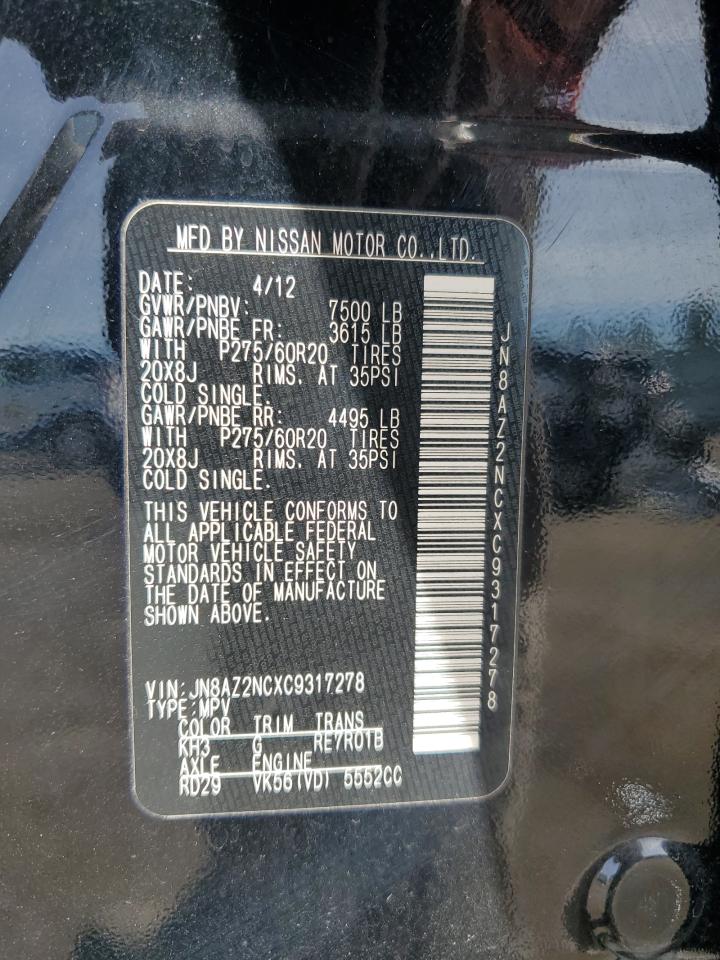 MFD BY NISSAN MOTOR CO.,LTD.
DATE: 4/12
GVWR/PNBV: 7500 LB
GAWR/PNBE FR: 3615 LB
WITH P275/60R20 TIRES
20X8J RIMS. AT 35PSI
COLD SINGLE.
GAWR/PNBE RR: 4495 LB
WITH P275/60R20 TIRES
20X8J RIMS. AT 35PSI
COLD SINGLE.
THIS VEHICLE CONFORMS TO
ALL APPLICABLE FEDERAL
MOTOR VEHICLE SAFETY
STANDARDS IN EFFECT ON
THE DATE OF MANUFACTURE
SHOWN ABOVE.
VIN:JN8AZ2NCXC9317278
TYPE:MPV
COLOR TRIM TRANS
KH3 G RE7R01B
AXLE ENGINE
RD29 VK56(VD) 5552CC
JN8AZ2NCXC9317278